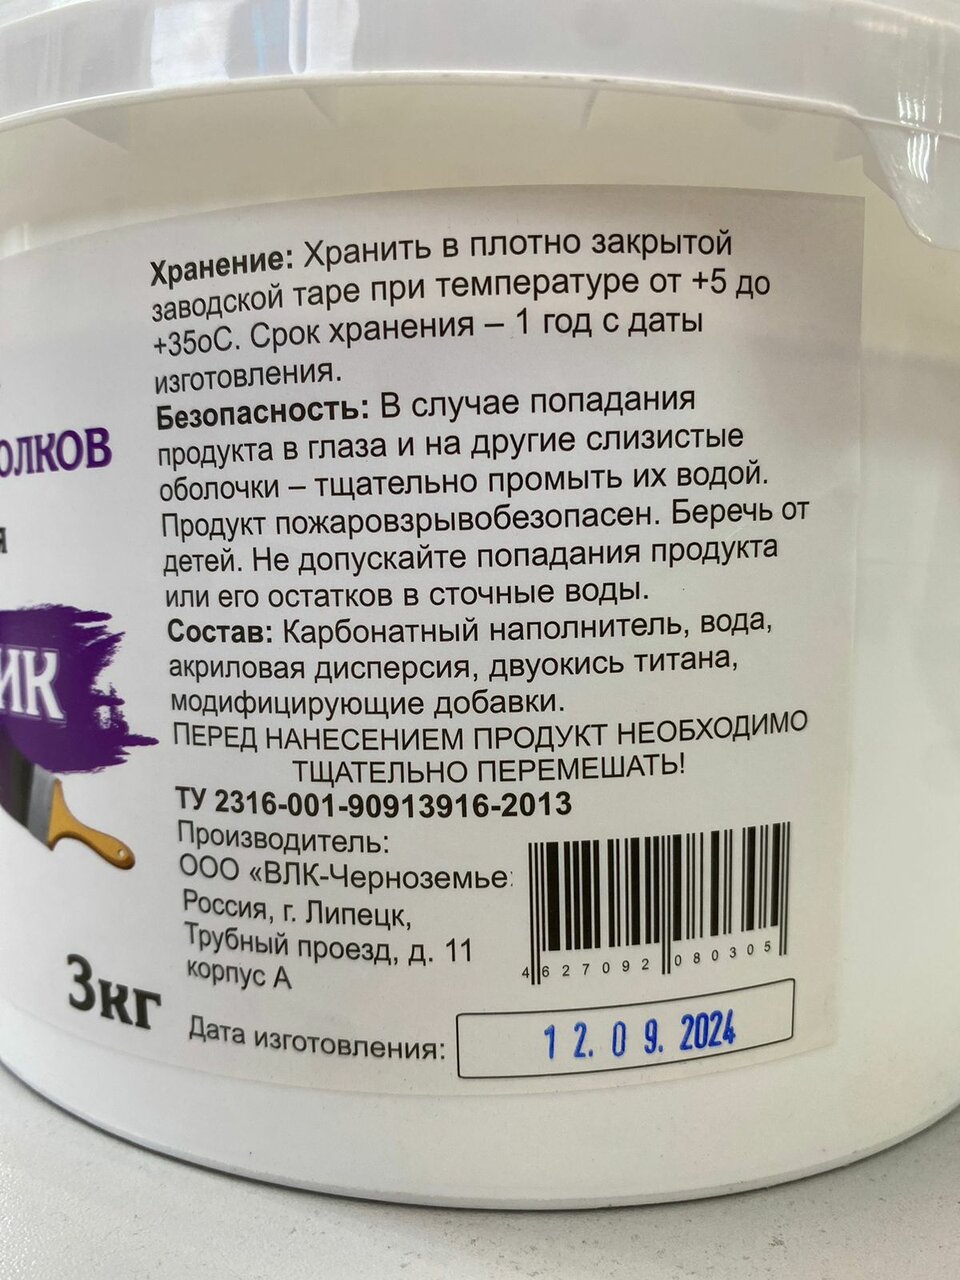 Хранение: Хранить в плотно закрытой
заводской таре при температуре от +5 до
+35оС. Срок хранения – 1 год с даты
изготовления.
Безопасность: В случае попадания
продукта в глаза и на другие слизистые
оболочки – тщательно промыть их водой.
Продукт пожаровзрывобезопасен. Беречь от
детей. Не допускайте попадания продукта
или его остатков в сточные воды.
Состав: Карбонатный наполнитель, вода,
акриловая дисперсия, двуокись титана,
модифицирующие добавки.
ПЕРЕД НАНЕСЕНИЕМ ПРОДУКТ НЕОБХОДИМО
ТЩАТЕЛЬНО ПЕРЕМЕШАТЬ!
ТУ 2316-001-90913916-2013
Производитель:
ООО «ВЛК-Черноземье
Россия, г. Липецк,
Трубный проезд, д. 11
корпус А
4 627092 080305
Дата изготовления: 12.09.2024
3кг